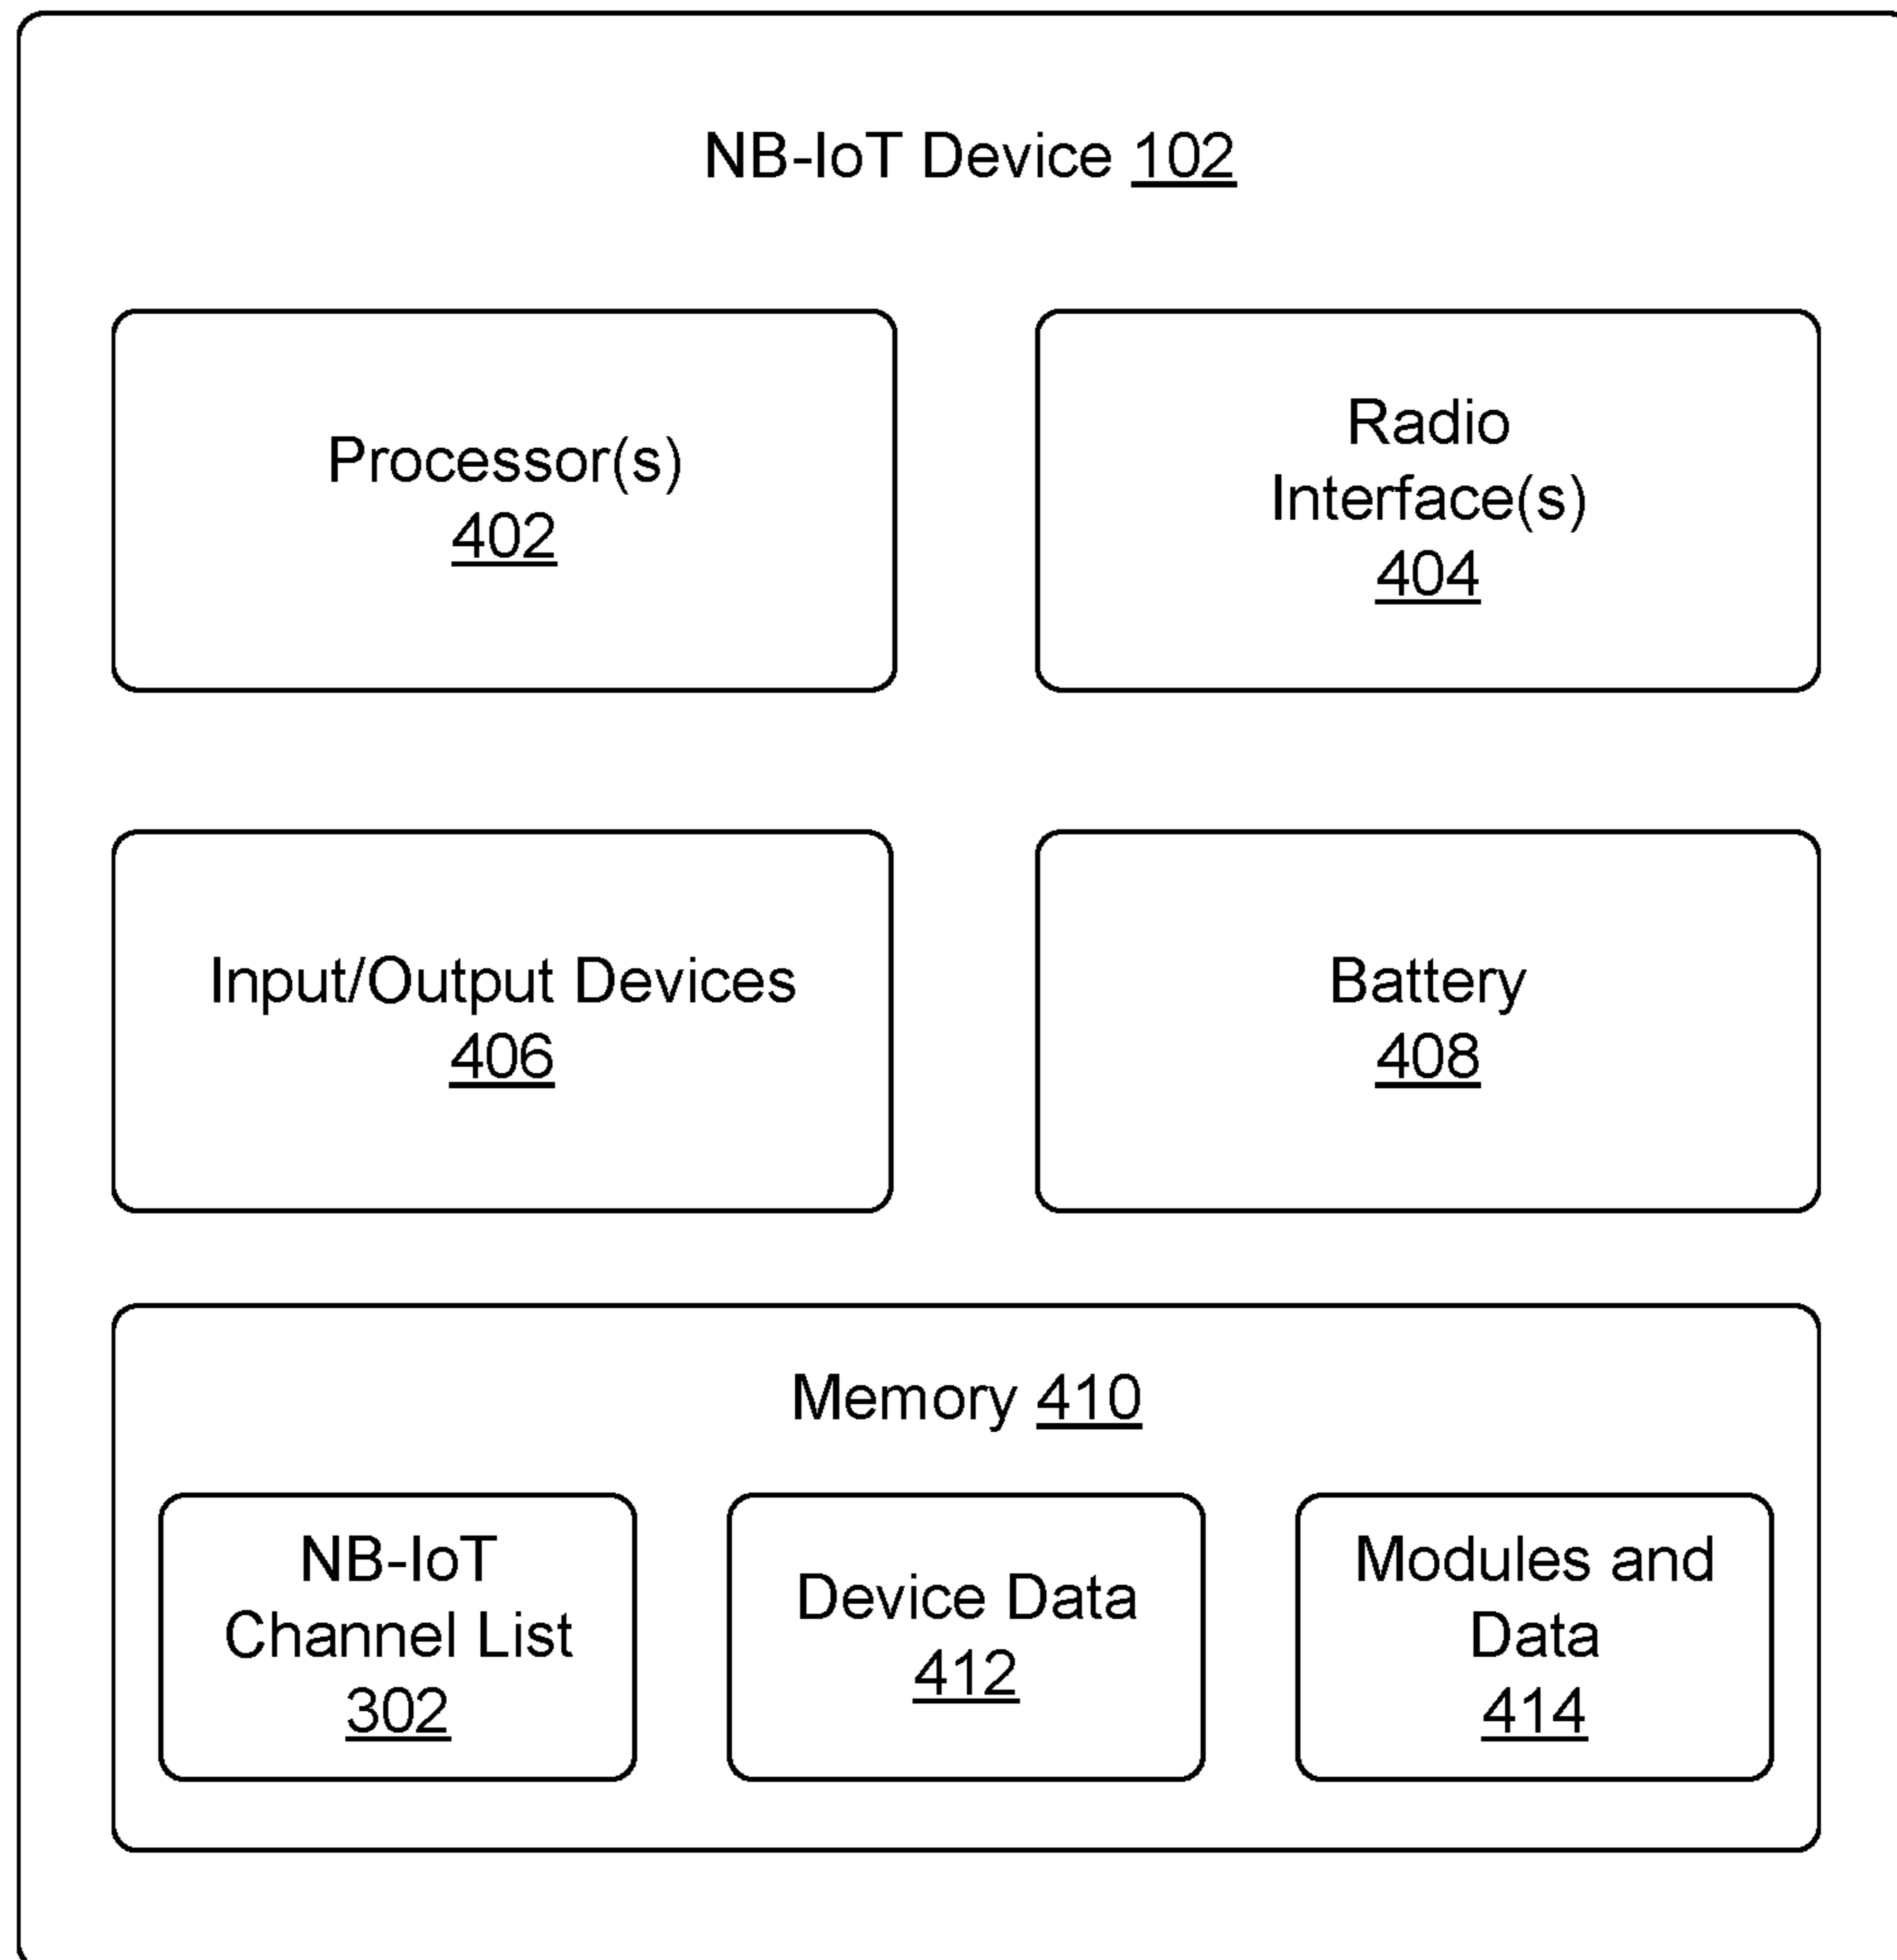 NB-IoT Device 102
Processor(s)
402
Radio
Interface(s)
404
Input/Output Devices
406
Battery
408
Memory 410
NB-IoT
Channel List
302
Device Data
412
Modules and
Data
414